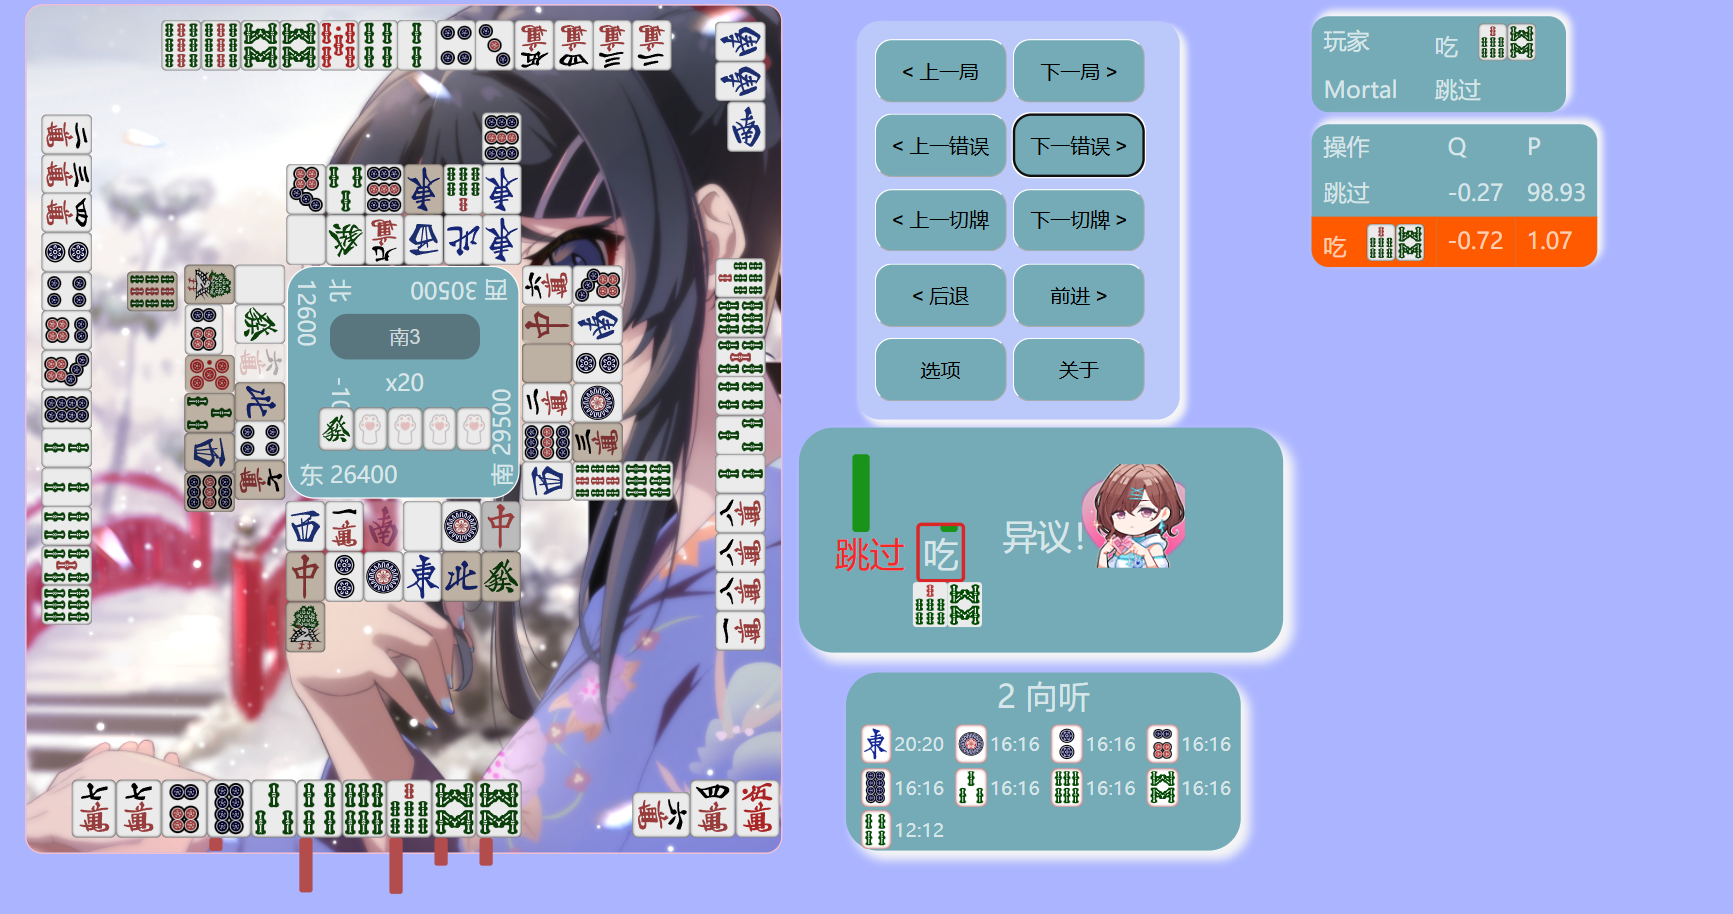 < 上一局
下一局 >
< 上一错误
下一错误 >
< 上一切牌
下一切牌 >
< 后退
前进 >
选项
关于
玩家
吃
Mortal
跳过
操作
Q
P
跳过
-0.27
98.93
吃
-0.72
1.07
西 30500
北 12600
南3
x20
南 29500
东 26400
跳过
吃
异议!
2 向听
20:20
16:16
16:16
16:16
16:16
16:16
16:16
16:16
12:12